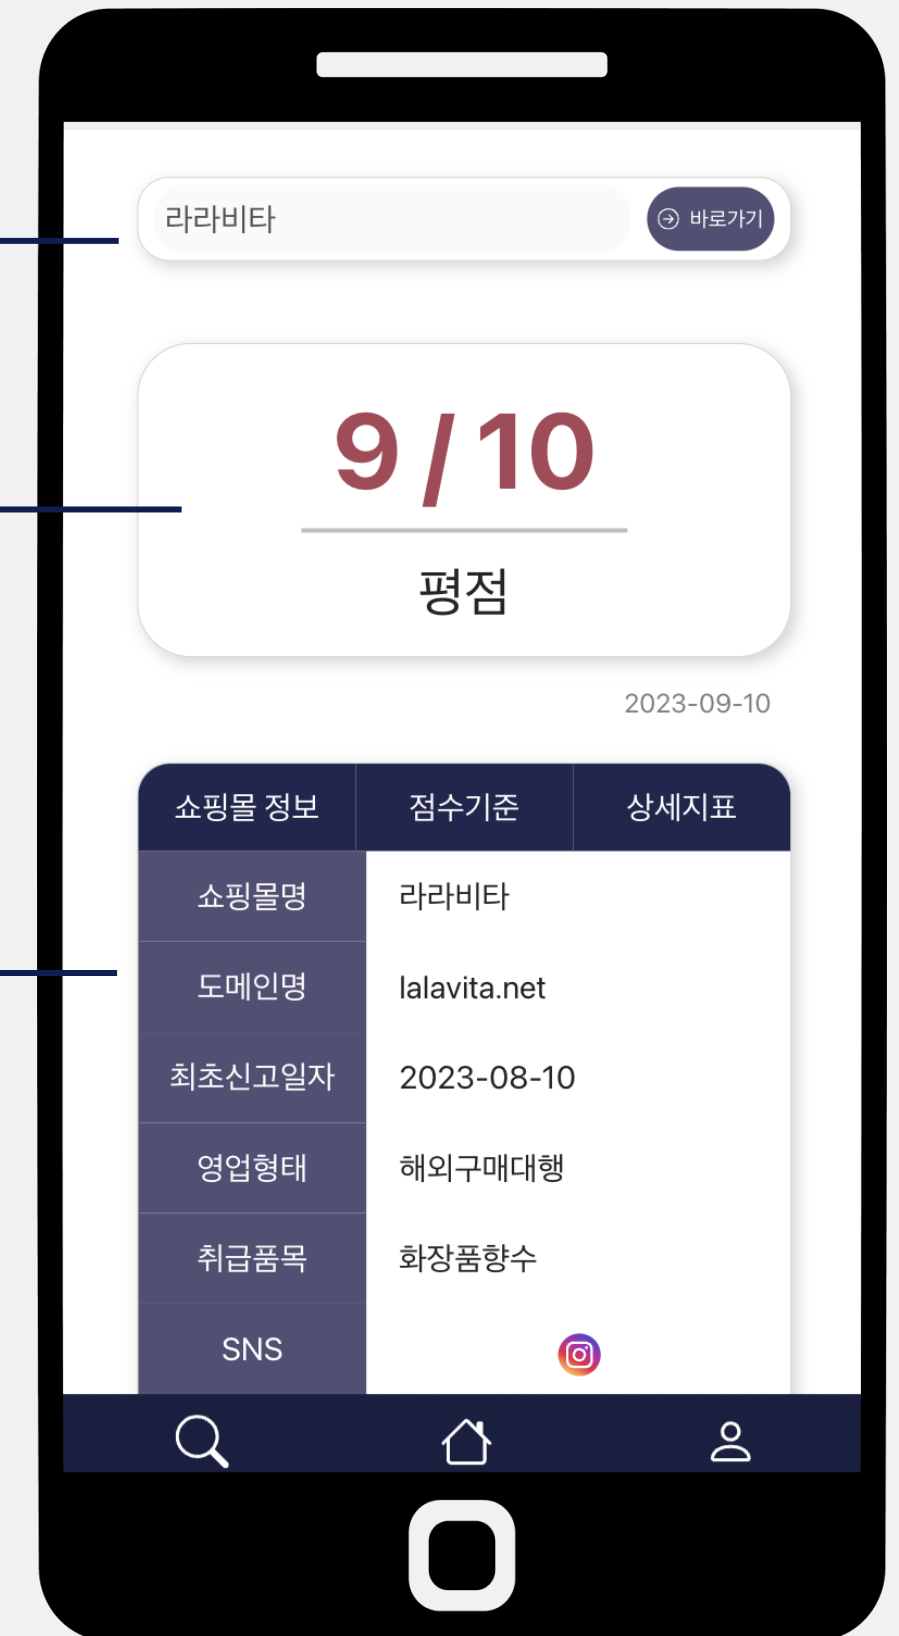 라라비타
바로가기
9 / 10
평점
2023-09-10
쇼핑몰 정보 점수기준 상세지표
쇼핑몰명 라라비타
도메인명 lalavita.net
최초신고일자 2023-08-10
영업형태 해외구매대행
취급품목 화장품향수
SNS